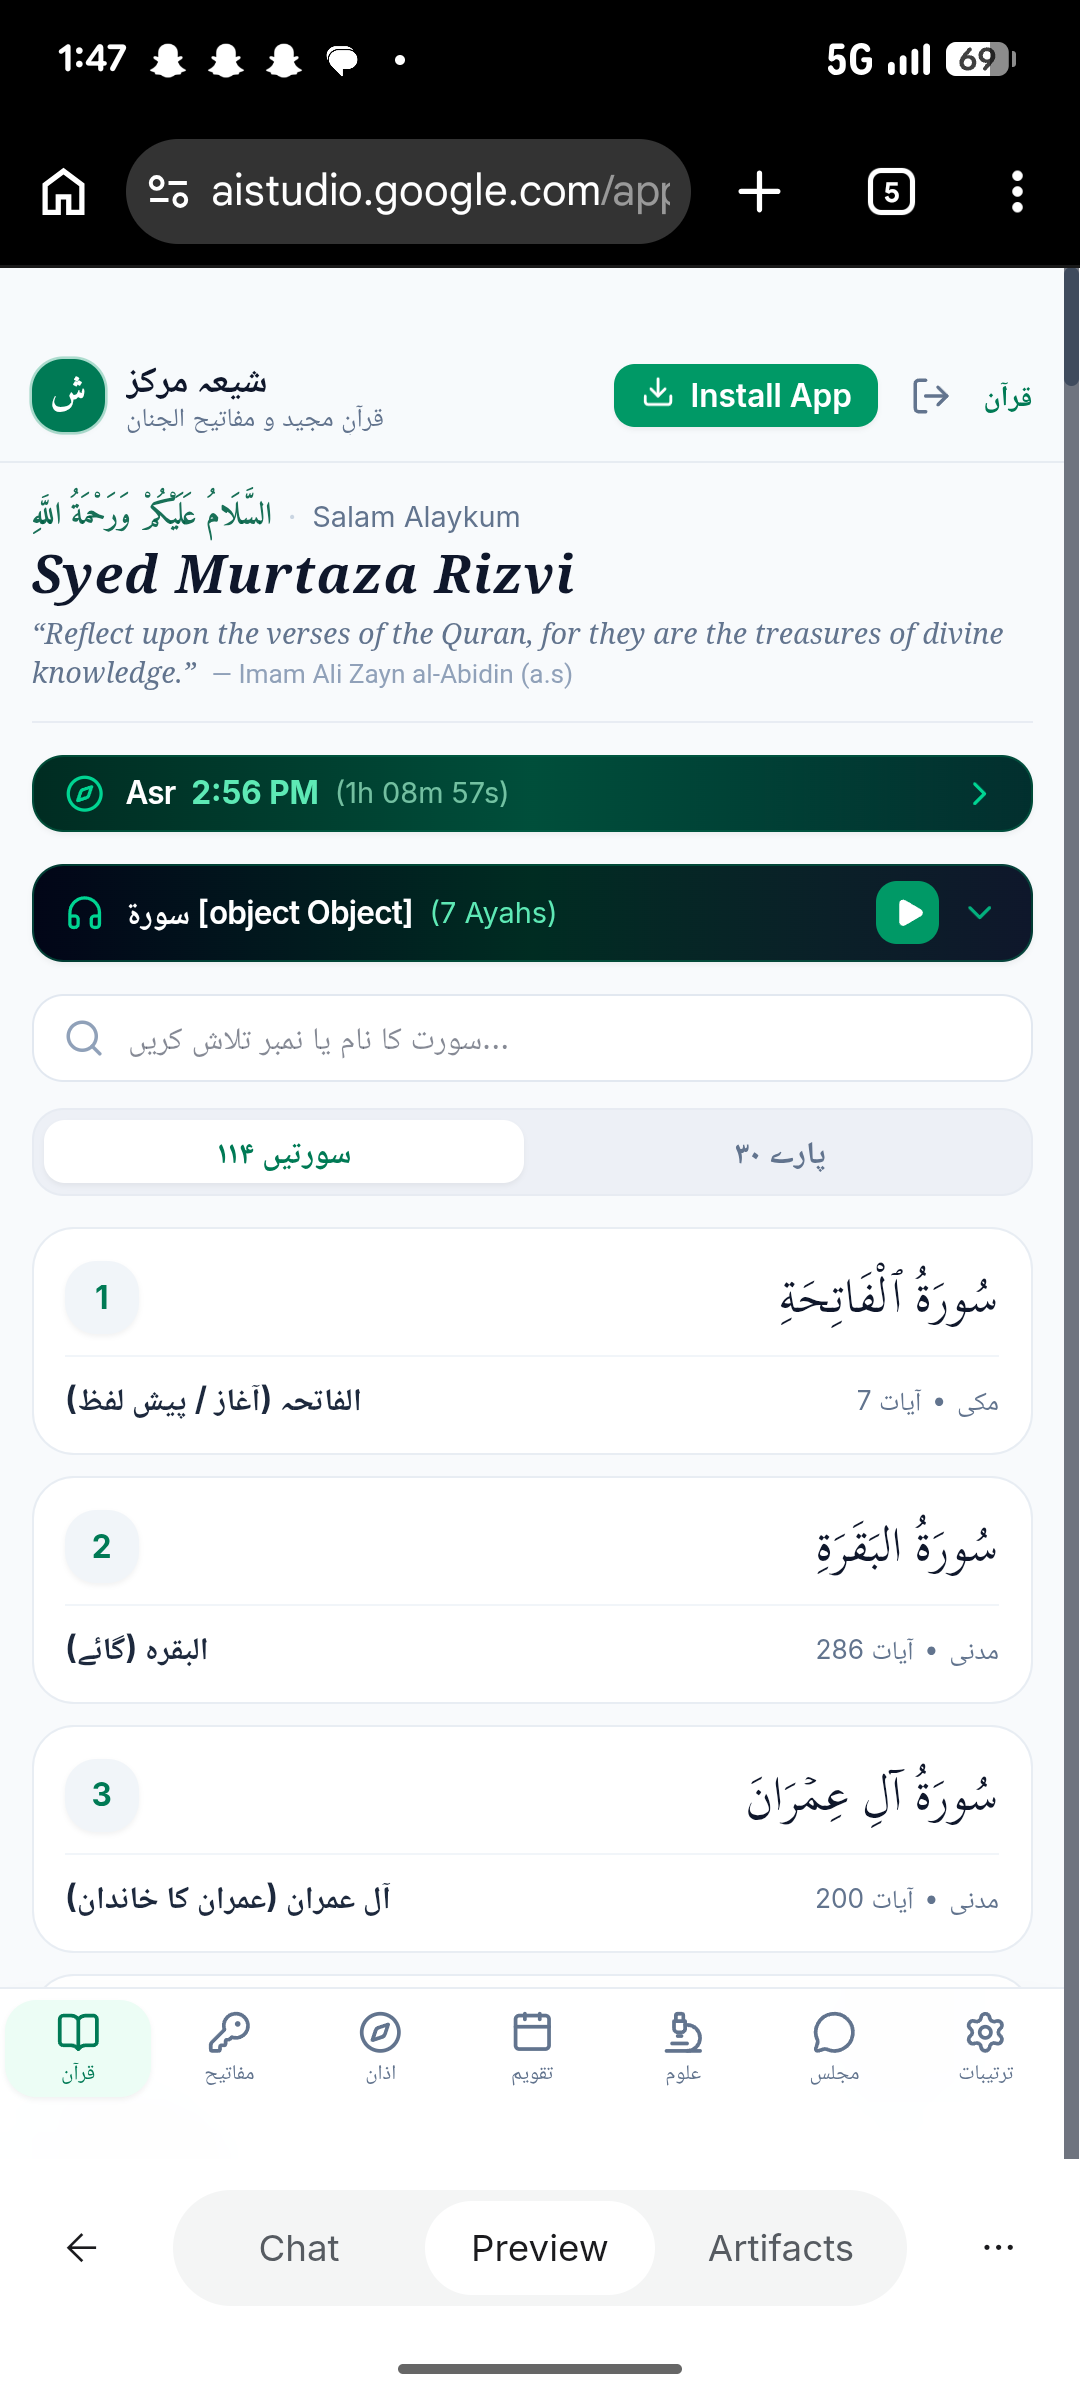 1:47 5G 69
aistudio.google.com/app 5
ش
شیعہ مرکز
قرآن مجید و مفاتیح الجنان
Install App
قرآن
السَّلَامُ عَلَيْكُمْ وَرَحْمَةُ اللَّهِ · Salam Alaykum
Syed Murtaza Rizvi
“Reflect upon the verses of the Quran, for they are the treasures of divine
knowledge.” — Imam Ali Zayn al-Abidin (a.s)
Asr 2:56 PM (1h 08m 57s)
سورة [object Object] (7 Ayahs)
سورت کا نام یا نمبر تلاش کریں...
سورتیں ۱۱۴
پارے ۳۰
1 سُورَةُ ٱلْفَاتِحَةِ
الفاتحہ (آغاز / پیش لفظ)
مکی • آیات 7
2 سُورَةُ البَقَرَةِ
البقرہ (گائے)
مدنی • آیات 286
3 سُورَةُ آلِ عِمۡرَانَ
آل عمران (عمران کا خاندان)
مدنی • آیات 200
قرآن
مفاتیح
اذان
تقویم
علوم
مجلس
ترتیبات
Chat Preview Artifacts